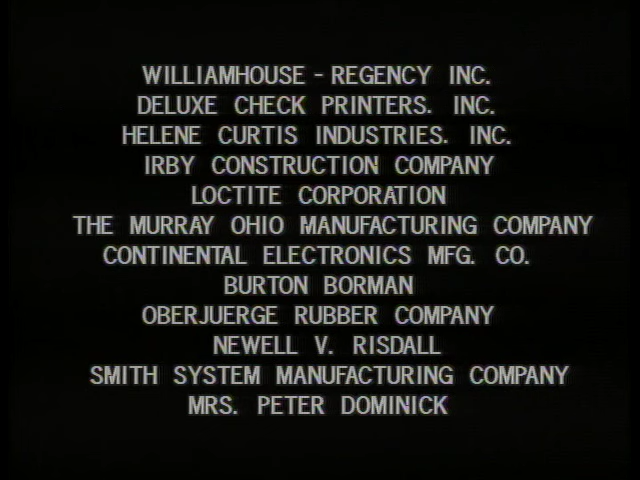 WILLIAMHOUSE - REGENCY INC.
DELUXE CHECK PRINTERS. INC.
HELENE CURTIS INDUSTRIES. INC.
IRBY CONSTRUCTION COMPANY
LOCTITE CORPORATION
THE MURRAY OHIO MANUFACTURING COMPANY
CONTINENTAL ELECTRONICS MFG. CO.
BURTON BORMAN
OBERJUERGE RUBBER COMPANY
NEWELL V. RISDALL
SMITH SYSTEM MANUFACTURING COMPANY
MRS. PETER DOMINICK